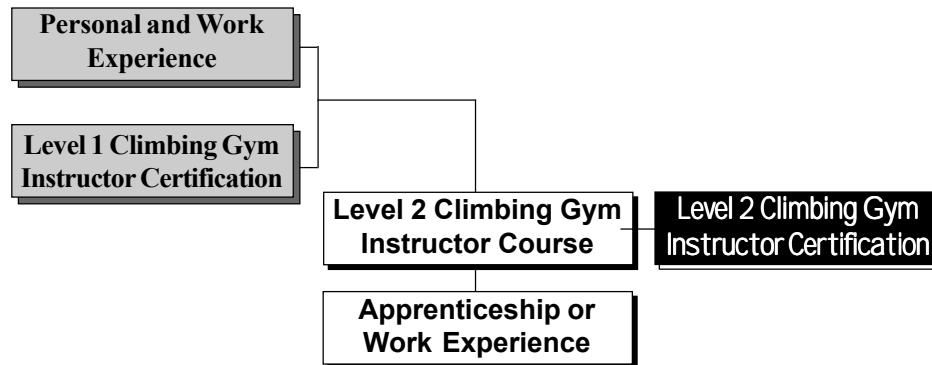 Personal and Work
Experience
Level 1 Climbing Gym
Instructor Certification
Level 2 Climbing Gym
Instructor Course
Level 2 Climbing Gym
Instructor Certification
Apprenticeship or
Work Experience